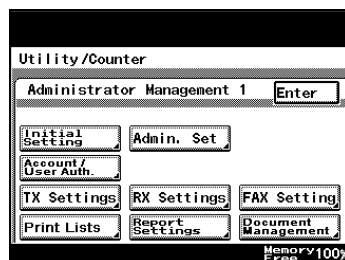 Utility/Counter
Administrator Management 1
Enter
Initial
Setting
Admin. Set
Account/
User Auth.
TX Settings
RX Settings
FAX Setting
Print Lists
Report
Settings
Document
Management
Memory 100%
Free